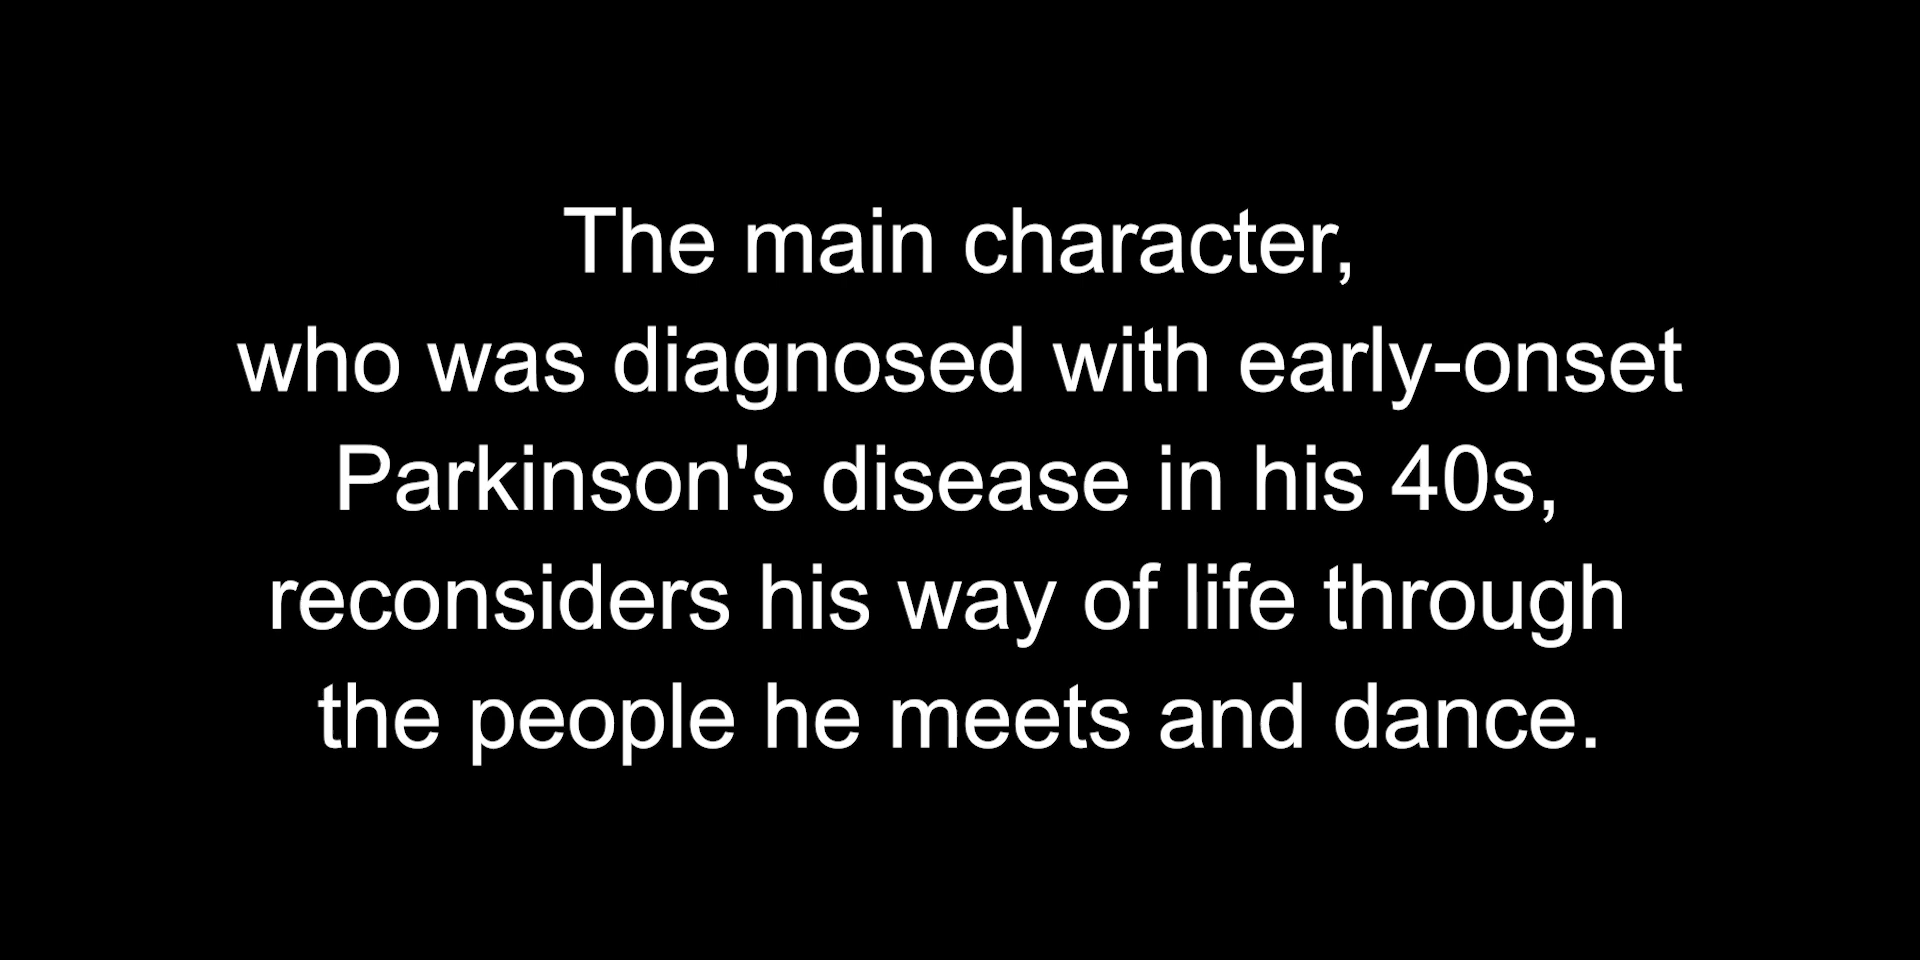 The main character,
who was diagnosed with early-onset
Parkinson's disease in his 40s,
reconsiders his way of life through
the people he meets and dance.